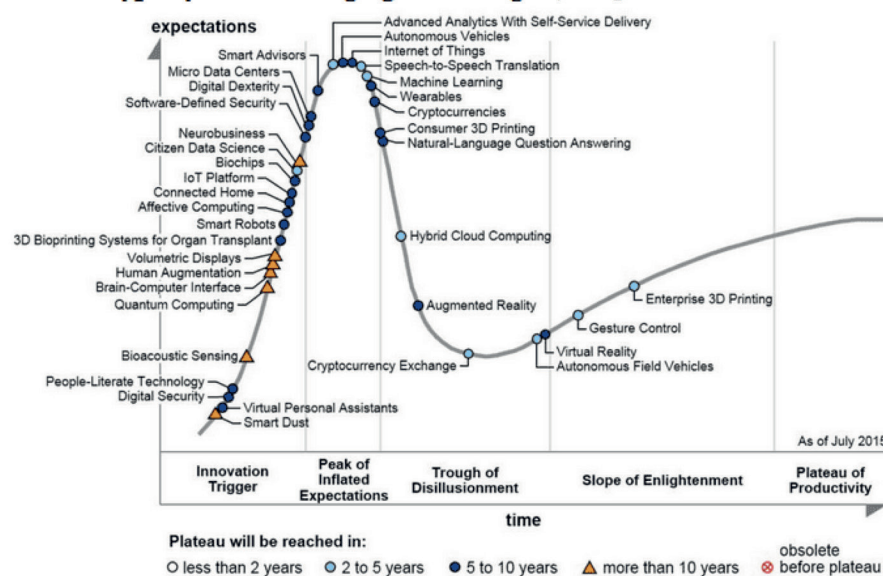 expectations
Advanced Analytics With Self-Service Delivery
Autonomous Vehicles
Internet of Things
Speech-to-Speech Translation
Machine Learning
Wearables
Cryptocurrencies
Consumer 3D Printing
Natural-Language Question Answering
Smart Advisors
Micro Data Centers
Digital Dexterity
Software-Defined Security
Neurobusiness
Citizen Data Science
Biochips
IoT Platform
Connected Home
Affective Computing
Smart Robots
3D Bioprinting Systems for Organ Transplant
Volumetric Displays
Human Augmentation
Brain-Computer Interface
Quantum Computing
Bioacoustic Sensing
People-Literate Technology
Digital Security
Virtual Personal Assistants
Smart Dust
Hybrid Cloud Computing
Augmented Reality
Cryptocurrency Exchange
Enterprise 3D Printing
Gesture Control
Virtual Reality
Autonomous Field Vehicles
As of July 2015
Innovation
Trigger
Peak of
Inflated
Expectations
Trough of
Disillusionment
Slope of Enlightenment
Plateau of
Productivity
time
Plateau will be reached in:
less than 2 years
2 to 5 years
5 to 10 years
more than 10 years
obsolete
before plateau